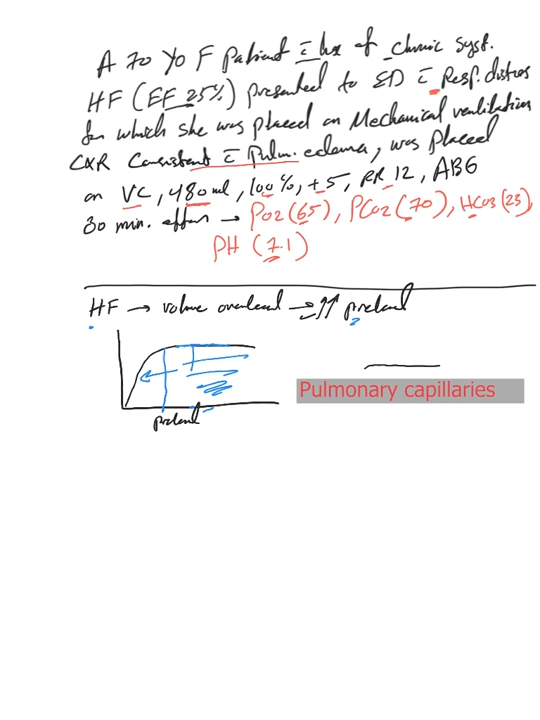 A 70 yo F patient c̄ hx of chronic syst.
HF (EF 25%) presented to ED c̄ Resp. distress
for which she was placed on Mechanical ventilation
CXR Consistent c̄ Pulm. edema, was placed
on VC, 480 ml, 100%, +5, RR 12, ABG
30 min. after → PO2 (65), PCO2 (70), HCO3 (23),
PH (7.1)
HF → volume overload → ↑↑ preload
Pulmonary capillaries
preload